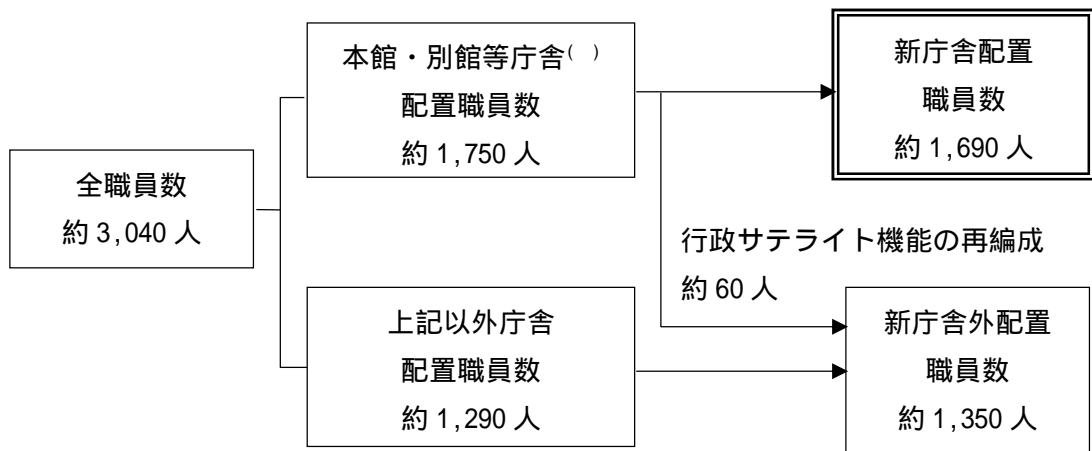 全職員数
約 3,040 人
本館・別館等庁舎( )
配置職員数
約 1,750 人
上記以外庁舎
配置職員数
約 1,290 人
行政サテライト機能の再編成
約 60 人
新庁舎配置
職員数
約 1,690 人
新庁舎外配置
職員数
約 1,350 人